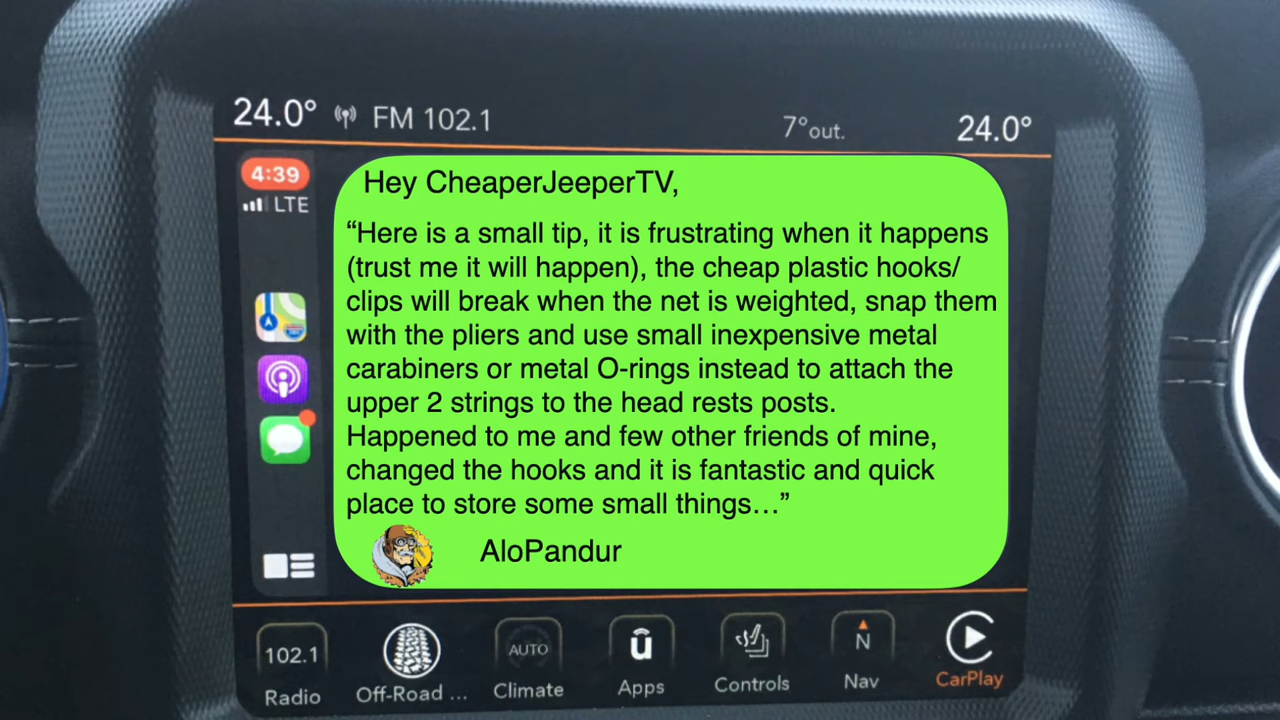 24.0° FM 102.1 7°out. 24.0°
4:39
LTE
Hey CheaperJeeperTV,
“Here is a small tip, it is frustrating when it happens
(trust me it will happen), the cheap plastic hooks/
clips will break when the net is weighted, snap them
with the pliers and use small inexpensive metal
carabiners or metal O-rings instead to attach the
upper 2 strings to the head rests posts.
Happened to me and few other friends of mine,
changed the hooks and it is fantastic and quick
place to store some small things…”
AloPandur
102.1 AUTO ū N
Radio Off-Road ... Climate Apps Controls Nav CarPlay